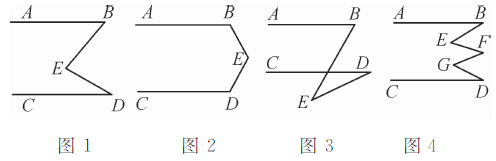 A B E C D
A B E C D
A B C D E
A B E F G C D
图 1 图 2 图 3 图 4